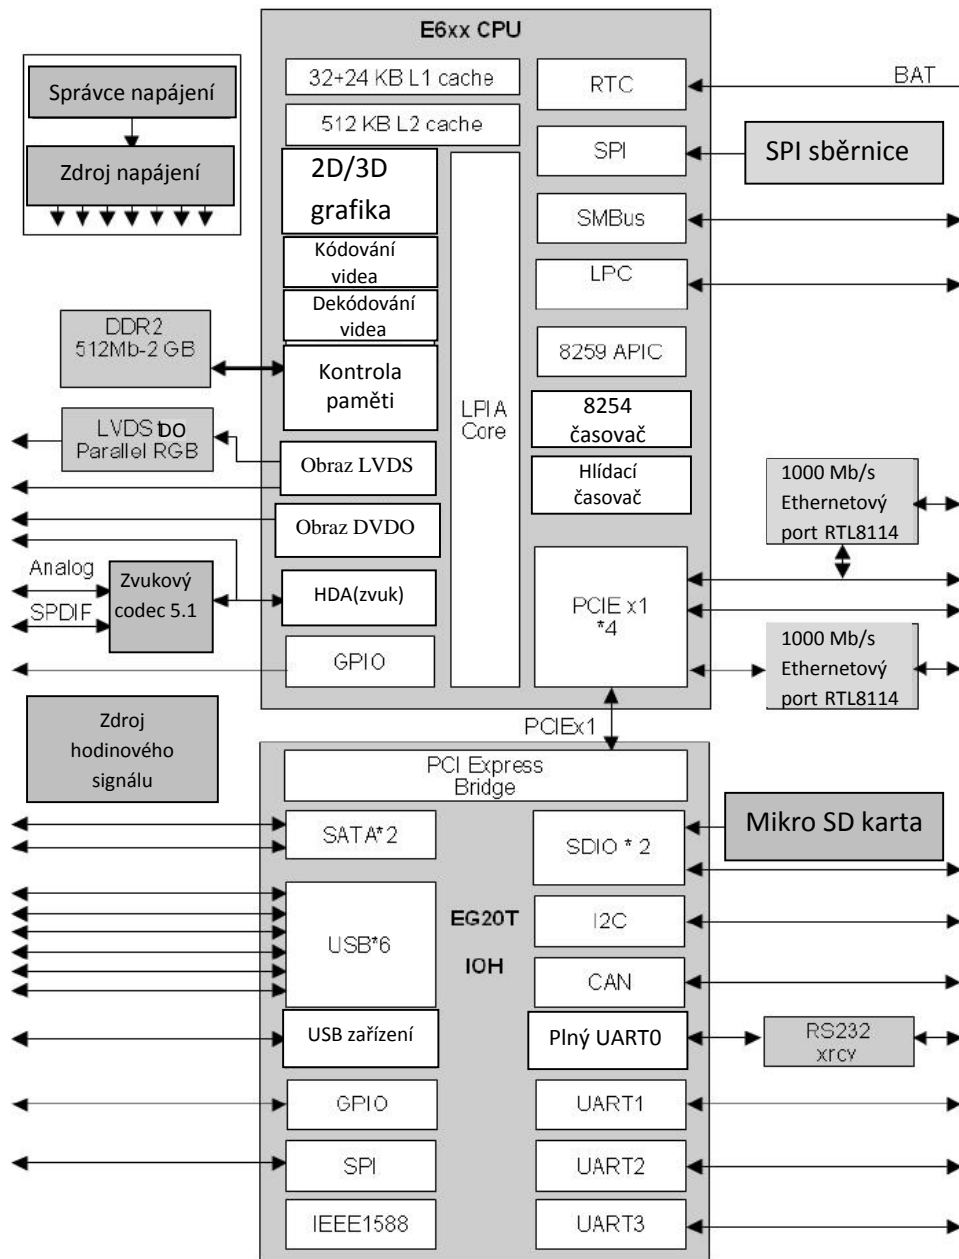 E6xx CPU
Správce napájení
Zdroj napájení
32+24 KB L1 cache
512 KB L2 cache
2D/3D
grafika
Kódování
videa
Dekódování
videa
Kontrola
paměti
LPIA
Core
RTC
BAT
SPI
SPI sběrnice
SMBus
LPC
8259 APIC
8254
časovač
Hlídací
časovač
DDR2
512Mb-2 GB
LVDS
Parallel RGB
Obraz LVDS
Obraz DVDO
Analog
SPDIF
Zvukový
codec 5.1
HDA(zvuk)
GPIO
PCIE x1
*4
1000 Mb/s
Ethernetový
port RTL8114
1000 Mb/s
Ethernetový
port RTL8114
PCIEx1
Zdroj
hodinového
signálu
PCI Express
Bridge
SATA*2
USB*6
USB zařízení
GPIO
SPI
IEEE1588
EG20T
IOH
SDIO * 2
Mikro SD karta
I2C
CAN
Plný UART0
RS232
xrcv
UART1
UART2
UART3